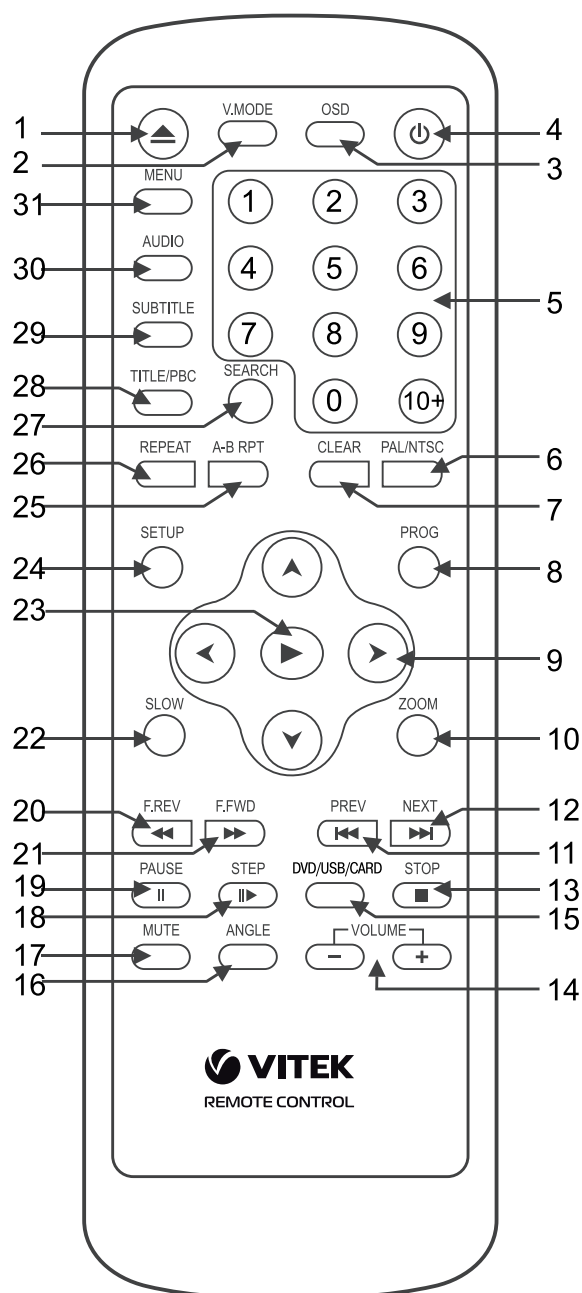 V.MODE OSD
1 4
2 3
MENU
31 1 2 3
AUDIO
30 4 5 6 5
SUBTITLE
29 7 8 9
TITLE/PBC SEARCH
28 0 10+
27
REPEAT A-B RPT CLEAR PAL/NTSC
26 6
25 7
SETUP PROG
24 8
23
9
SLOW ZOOM
22 10
F.REV F.FWD PREV NEXT
20 12
21 11
PAUSE STEP DVD/USB/CARD STOP
19 13
18 15
MUTE ANGLE VOLUME
17
16 14
VITEK
REMOTE CONTROL